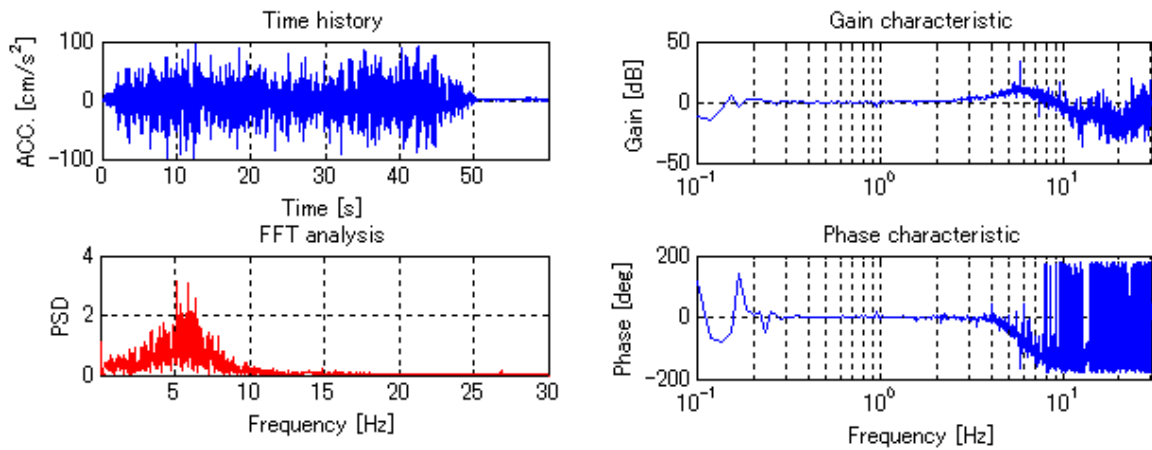 Time history
ACC. [cm/s²]
100
0
−100
0 10 20 30 40 50
Time [s]
Gain characteristic
Gain [dB]
50
0
−50
10⁻¹ 10⁰ 10¹
FFT analysis
PSD
4
2
0
5 10 15 20 25 30
Frequency [Hz]
Phase characteristic
Phase [deg]
200
0
−200
10⁻¹ 10⁰ 10¹
Frequency [Hz]